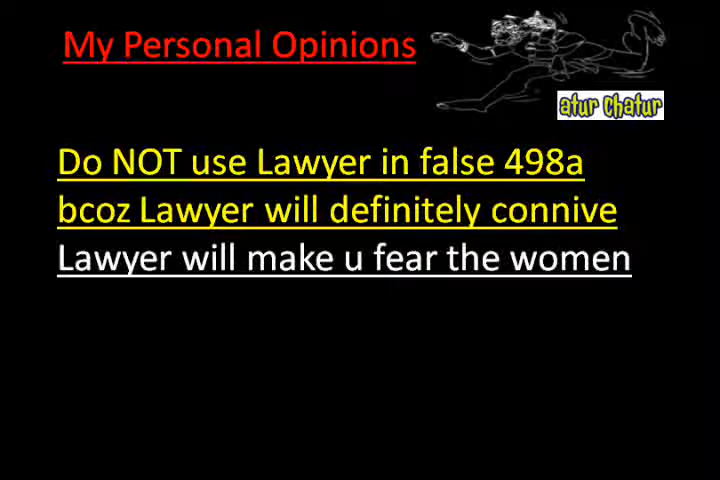 My Personal Opinions
atur chatur
Do NOT use Lawyer in false 498a
bcoz Lawyer will definitely connive
Lawyer will make u fear the women